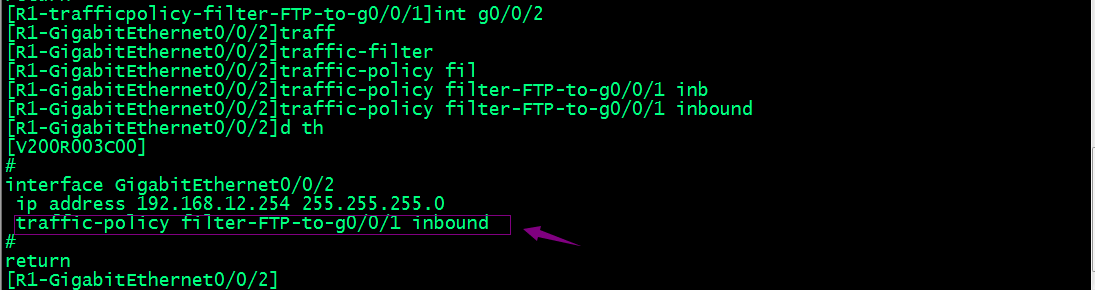 [R1-trafficpolicy-filter-FTP-to-g0/0/1]int g0/0/2
[R1-GigabitEthernet0/0/2]traff
[R1-GigabitEthernet0/0/2]traffic-filter
[R1-GigabitEthernet0/0/2]traffic-policy fil
[R1-GigabitEthernet0/0/2]traffic-policy filter-FTP-to-g0/0/1 inb
[R1-GigabitEthernet0/0/2]traffic-policy filter-FTP-to-g0/0/1 inbound
[R1-GigabitEthernet0/0/2]d th
[V200R003C00]
#
interface GigabitEthernet0/0/2
ip address 192.168.12.254 255.255.255.0
traffic-policy filter-FTP-to-g0/0/1 inbound
#
return
[R1-GigabitEthernet0/0/2]